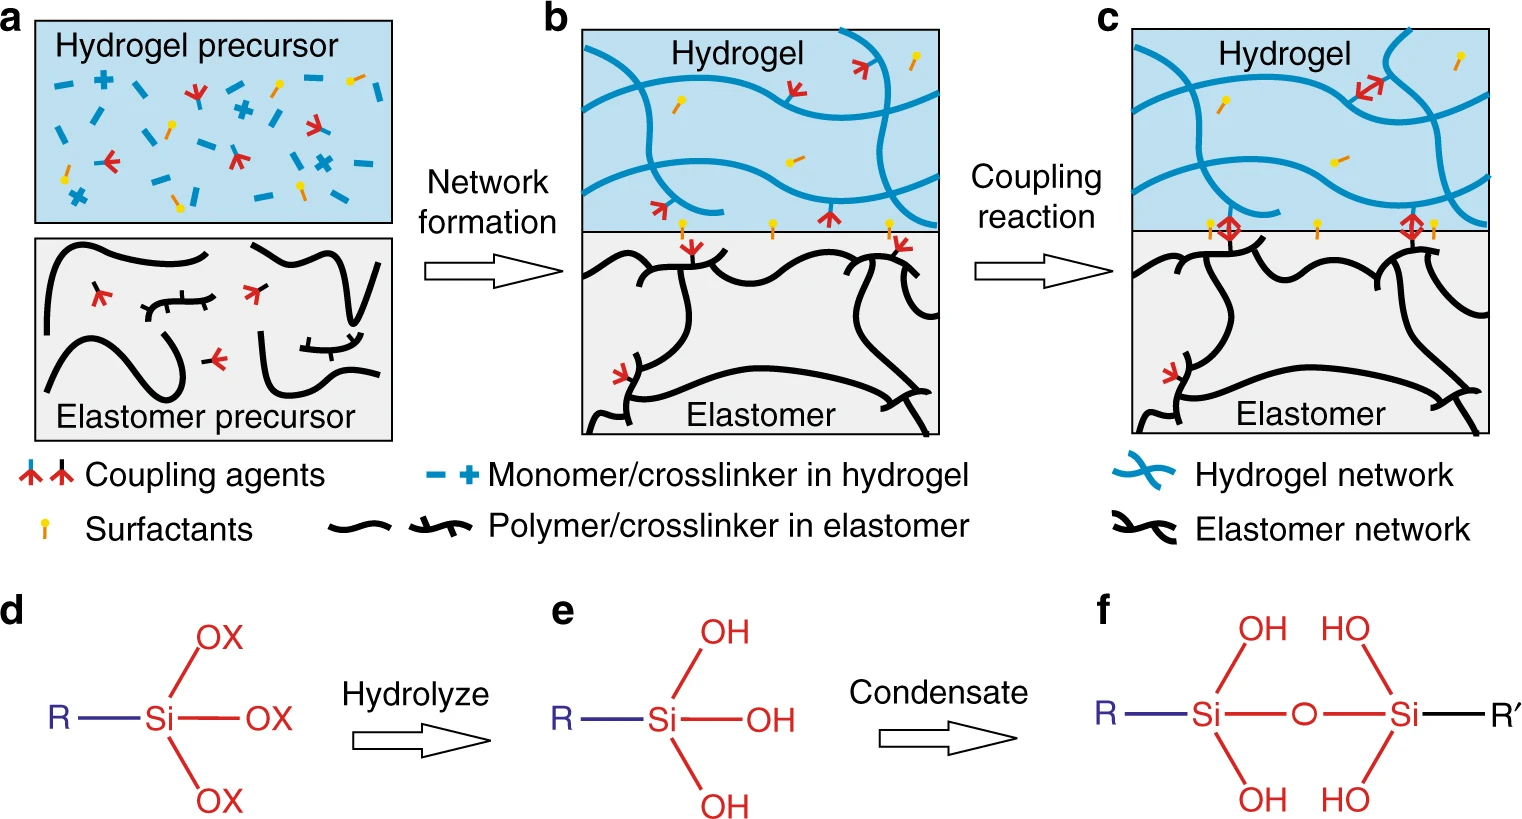 a
Hydrogel precursor
Elastomer precursor
Network
formation
b
Hydrogel
Elastomer
Coupling
reaction
c
Hydrogel
Elastomer
Coupling agents
Monomer/crosslinker in hydrogel
Hydrogel network
Surfactants
Polymer/crosslinker in elastomer
Elastomer network
d
OX
R Si OX
OX
Hydrolyze
e
OH
R Si OH
OH
Condensate
f
OH HO
R Si O Si R′
OH HO